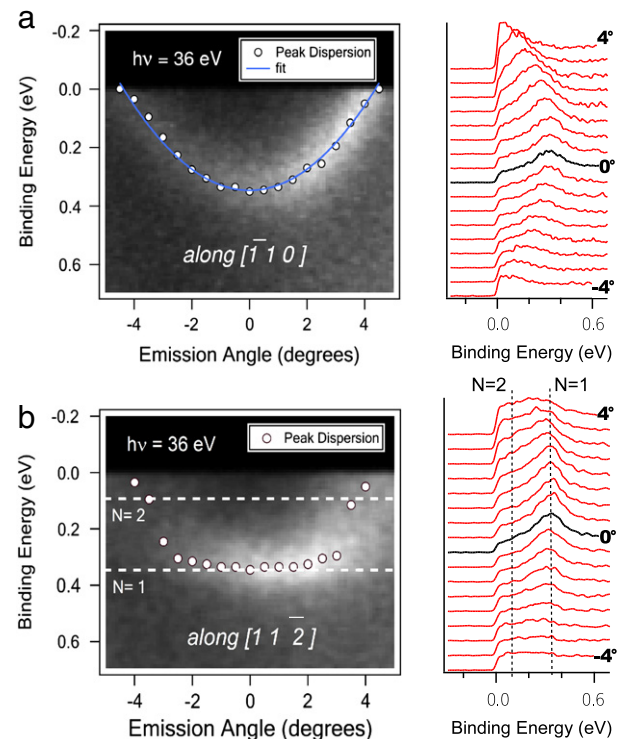 a
-0.2
0.0
0.2
0.4
0.6
Binding Energy (eV)
hν = 36 eV
Peak Dispersion
fit
along [1̅ 1 0 ]
-4
-2
0
2
4
Emission Angle (degrees)
4°
0°
-4°
0.0
0.6
Binding Energy (eV)
b
-0.2
0.0
0.2
0.4
0.6
Binding Energy (eV)
hν = 36 eV
Peak Dispersion
N= 2
N= 1
along [1 1 2̅ ]
-4
-2
0
2
4
Emission Angle (degrees)
N=2
N=1
4°
0°
-4°
0.0
0.6
Binding Energy (eV)